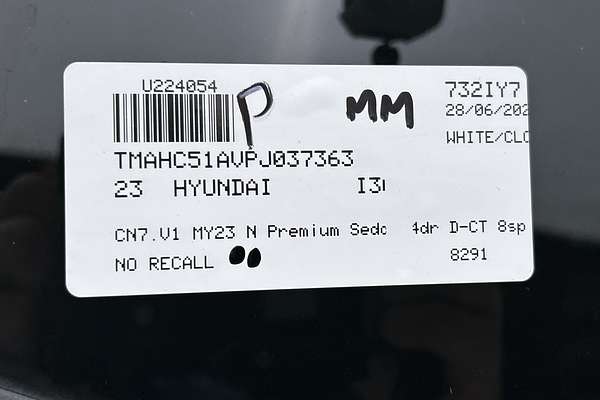 U224054
P
MM
732IY7
28/06/202
WHITE/CLO
TMAHC51AVPJ037363
23 HYUNDAI I3
CN7.V1 MY23 N Premium Seda 4dr D-CT 8sp
NO RECALL 8291